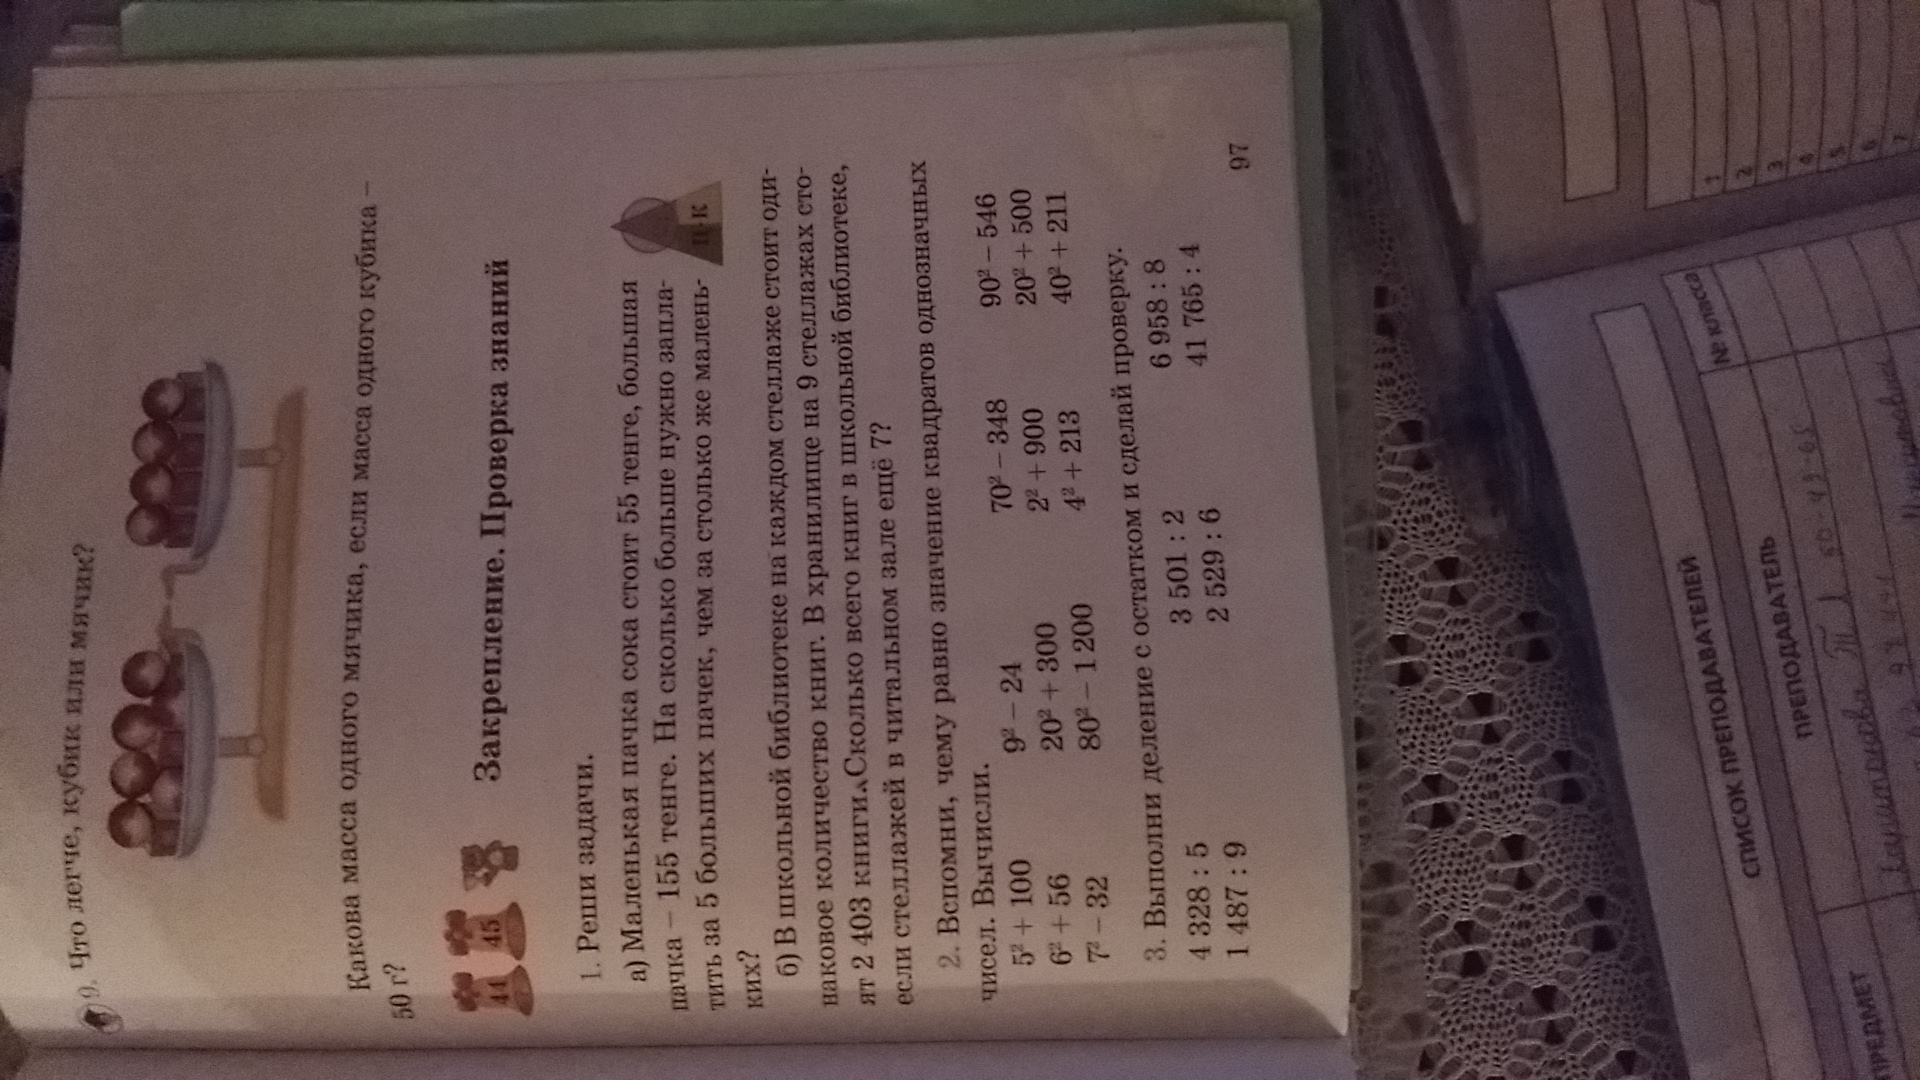 9. Что легче, кубик или мячик?
Какова масса одного мячика, если масса одного кубика –
50 г?
44 45
Закрепление. Проверка знаний
1. Реши задачи.
а) Маленькая пачка сока стоит 55 тенге, большая
пачка – 155 тенге. На сколько больше нужно запла-
тить за 5 больших пачек, чем за столько же малень-
ких?
П-К
б) В школьной библиотеке на каждом стеллаже стоит оди-
наковое количество книг. В хранилище на 9 стеллажах сто-
ят 2 403 книги. Сколько всего книг в школьной библиотеке,
если стеллажей в читальном зале ещё 7?
2. Вспомни, чему равно значение квадратов однозначных
чисел. Вычисли.
5² + 100 9² – 24 70² – 348 90² – 546
6² + 56 20² + 300 2² + 900 20² + 500
7² – 32 80² – 1 200 4² + 213 40² + 211
3. Выполни деление с остатком и сделай проверку.
4 328 : 5 3 501 : 2 6 958 : 8
1 487 : 9 2 529 : 6 41 765 : 4
97
СПИСОК ПРЕПОДАВАТЕЛЕЙ
ПРЕДМЕТ ПРЕПОДАВАТЕЛЬ № класса
1
2
3
4
5
6
7